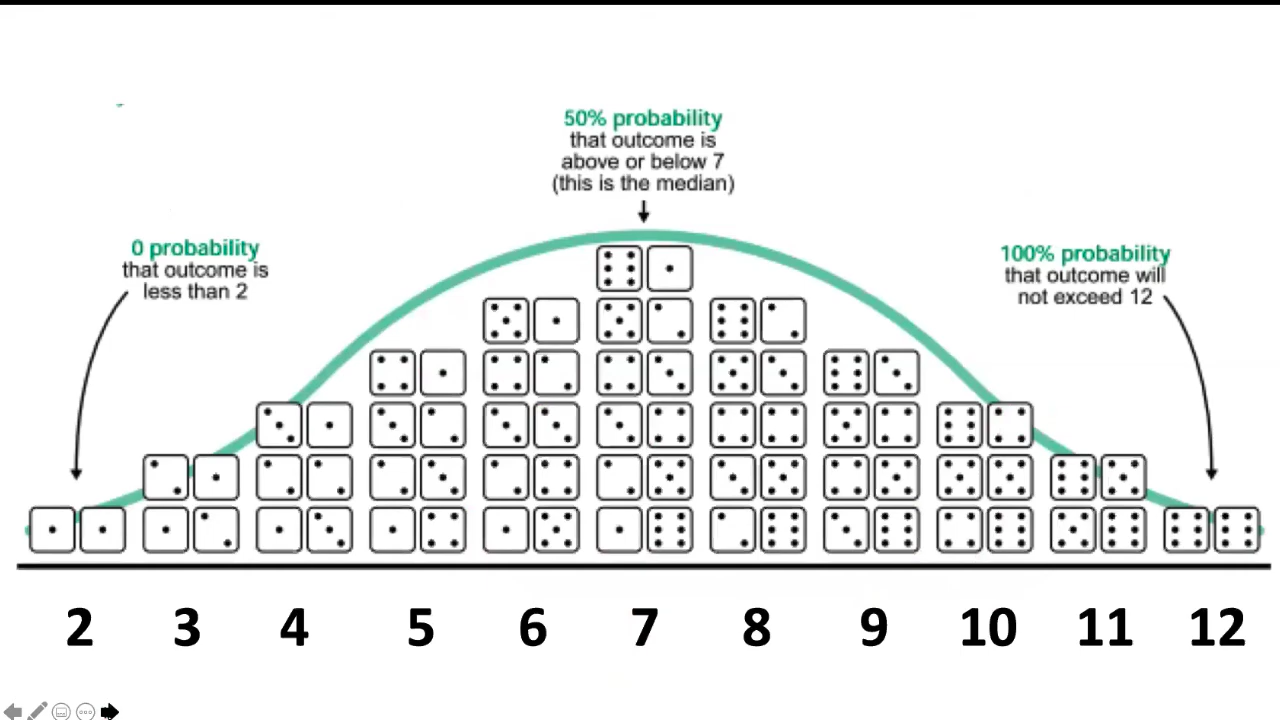 50% probability
that outcome is
above or below 7
(this is the median)
0 probability
that outcome is
less than 2
100% probability
that outcome will
not exceed 12
2 3 4 5 6 7 8 9 10 11 12